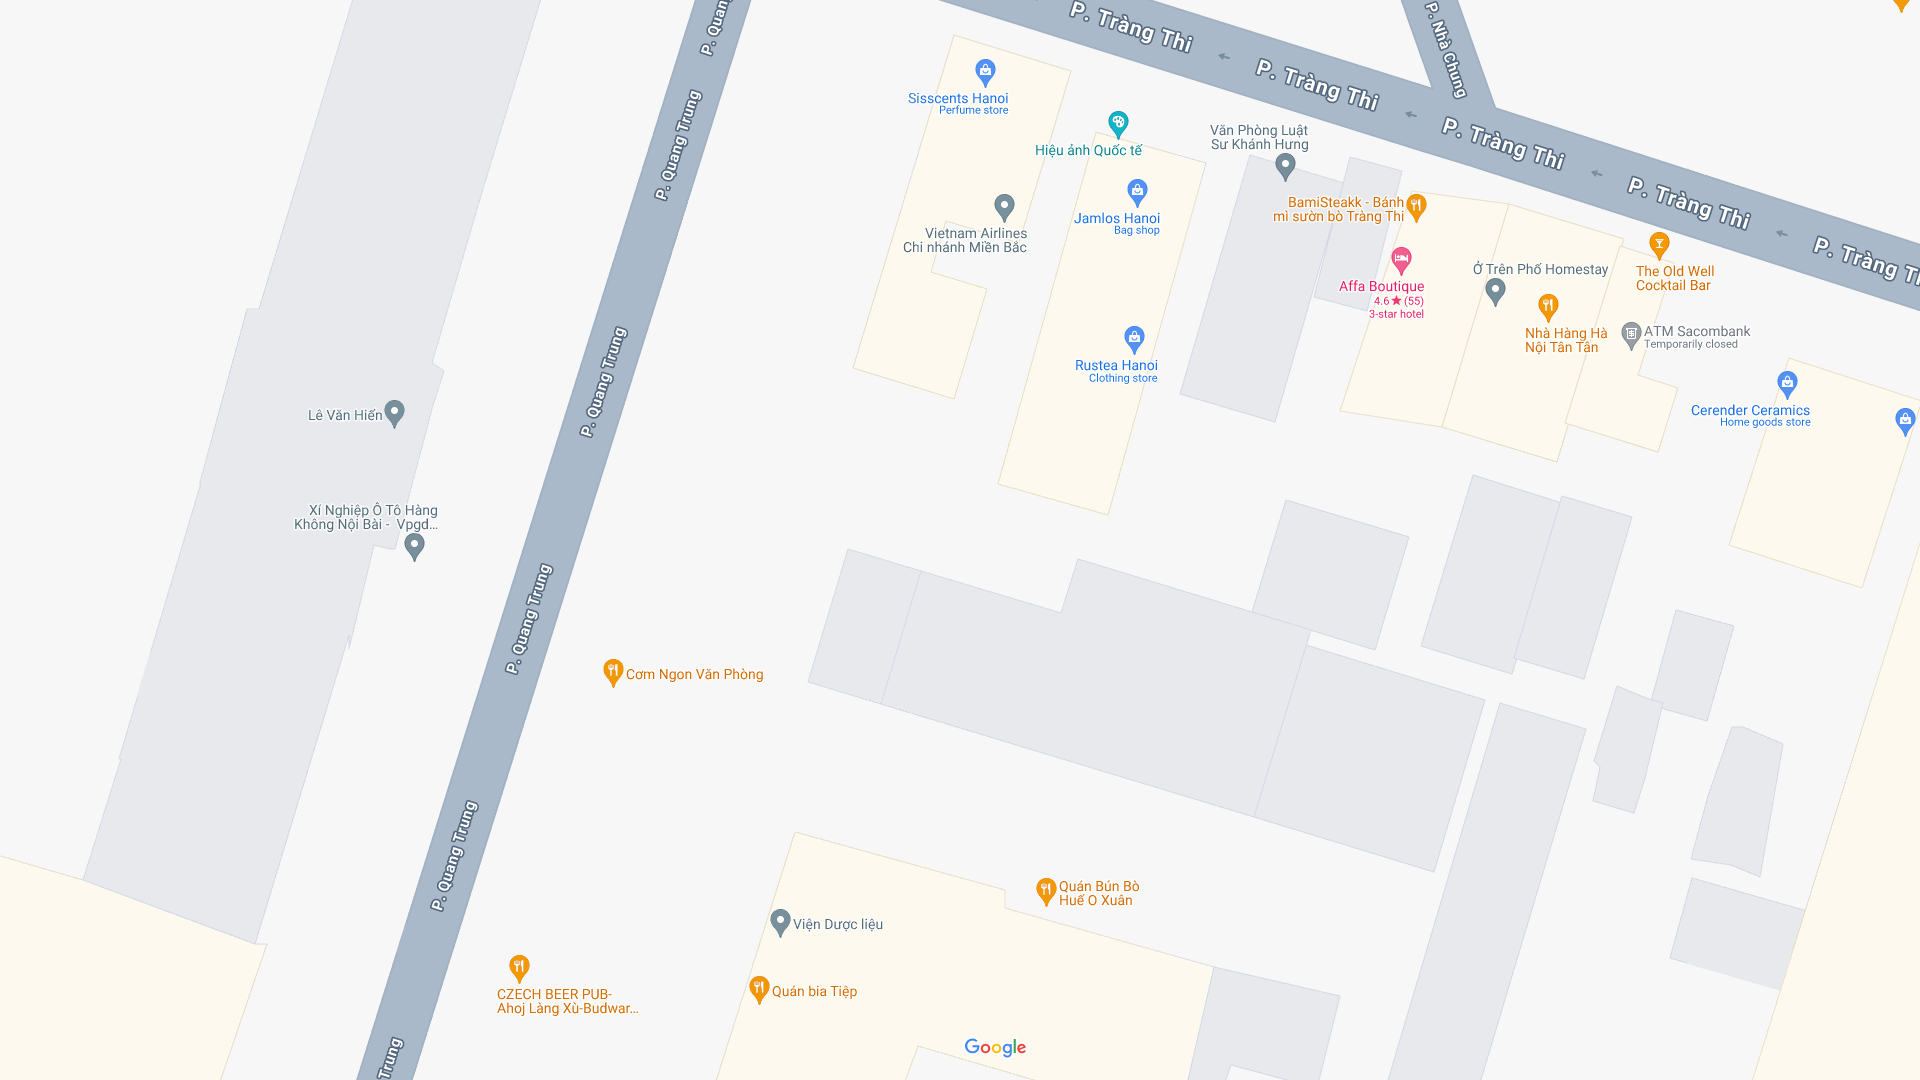 P. Quang
P. Tràng Thi
P. Nhà Chung
P. Tràng Thi
P. Tràng Thi
P. Tràng Thi
P. Tràng T
P. Quang Trung
Sisscents Hanoi
Perfume store
Hiệu ảnh Quốc tế
Văn Phòng Luật
Sư Khánh Hưng
Jamlos Hanoi
Bag shop
BamiSteakk - Bánh
mì sườn bò Tràng Thi
Vietnam Airlines
Chi nhánh Miền Bắc
Affa Boutique
4.6★(55)
3-star hotel
Ở Trên Phố Homestay
The Old Well
Cocktail Bar
Nhà Hàng Hà
Nội Tân Tân
ATM Sacombank
Temporarily closed
Rustea Hanoi
Clothing store
P. Quang Trung
Lê Văn Hiến
Cerender Ceramics
Home goods store
Xí Nghiệp Ô Tô Hàng
Không Nội Bài - Vpgd...
P. Quang Trung
Cơm Ngon Văn Phòng
P. Quang Trung
Quán Bún Bò
Huế O Xuân
Viện Dược liệu
CZECH BEER PUB-
Ahoj Làng Xù-Budwar...
Quán bia Tiệp
Trung
Google